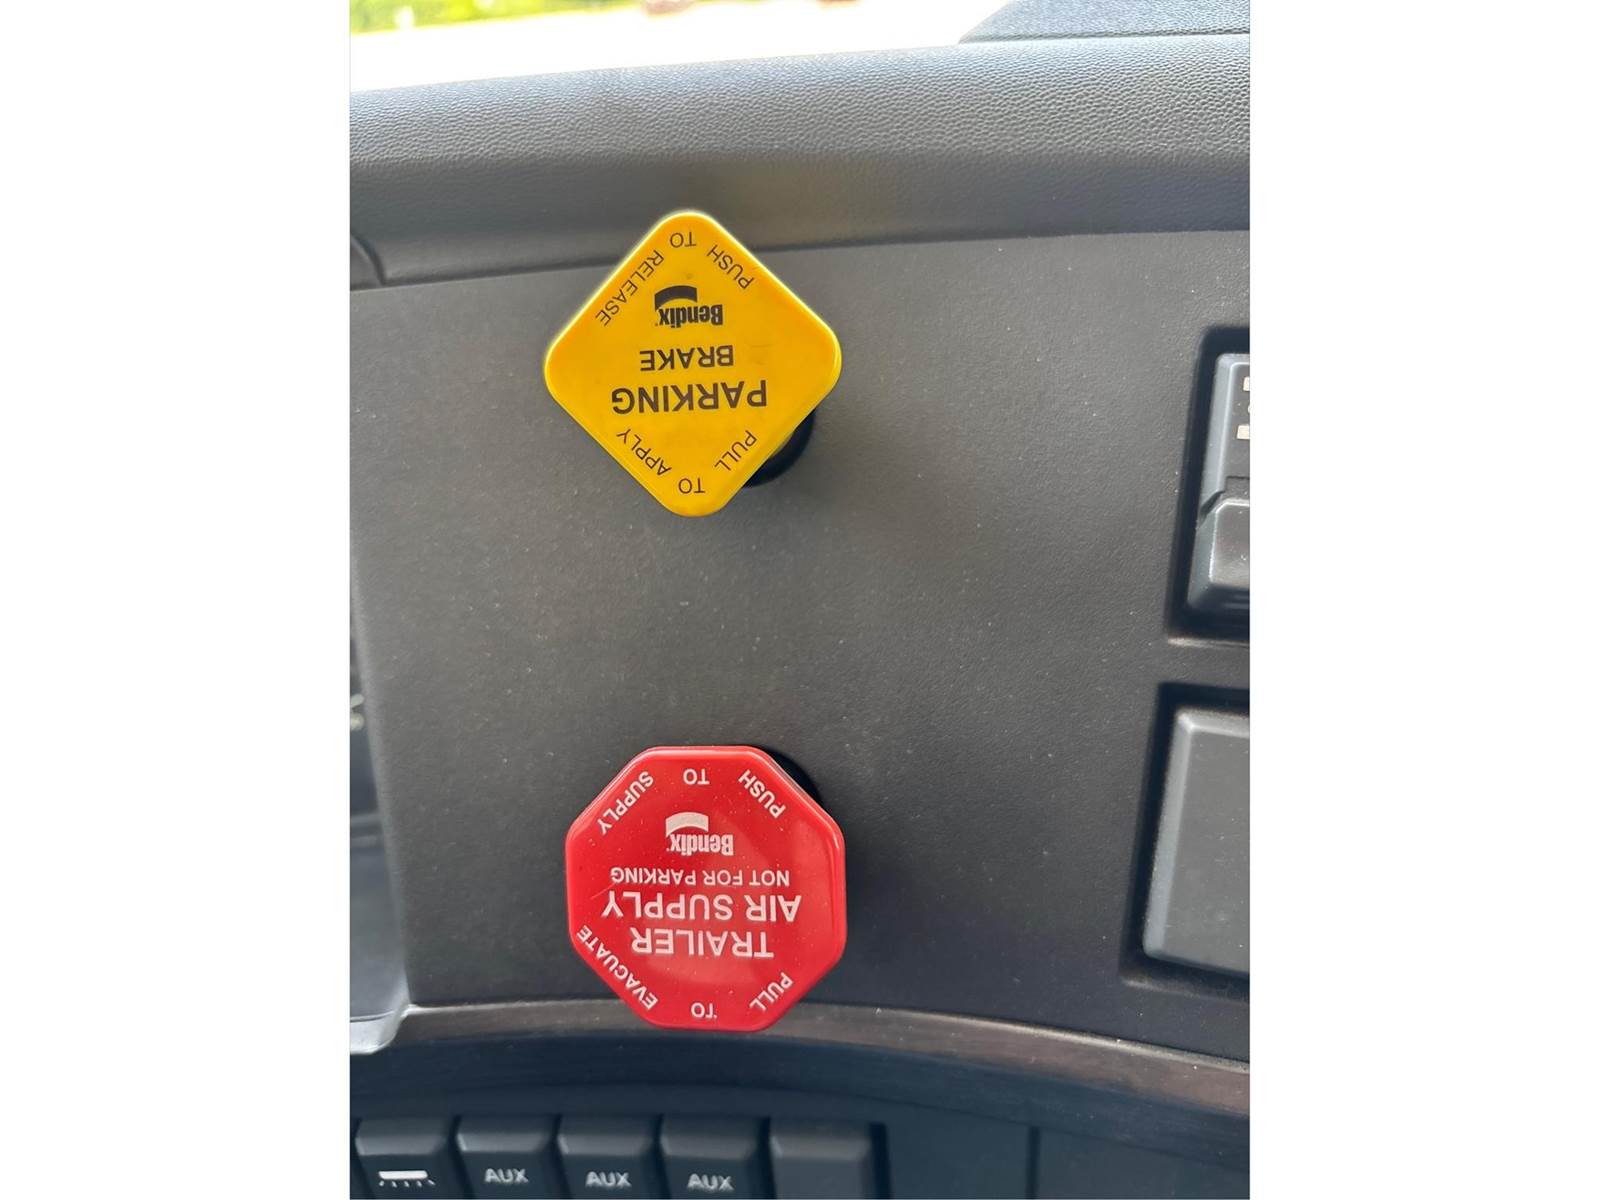 PUSH TO RELEASE
Bendix
BRAKE
PARKING
PULL TO APPLY
PUSH TO SUPPLY
Bendix
NOT FOR PARKING
AIR SUPPLY
TRAILER
PULL TO EVACUATE
AUX
AUX
AUX